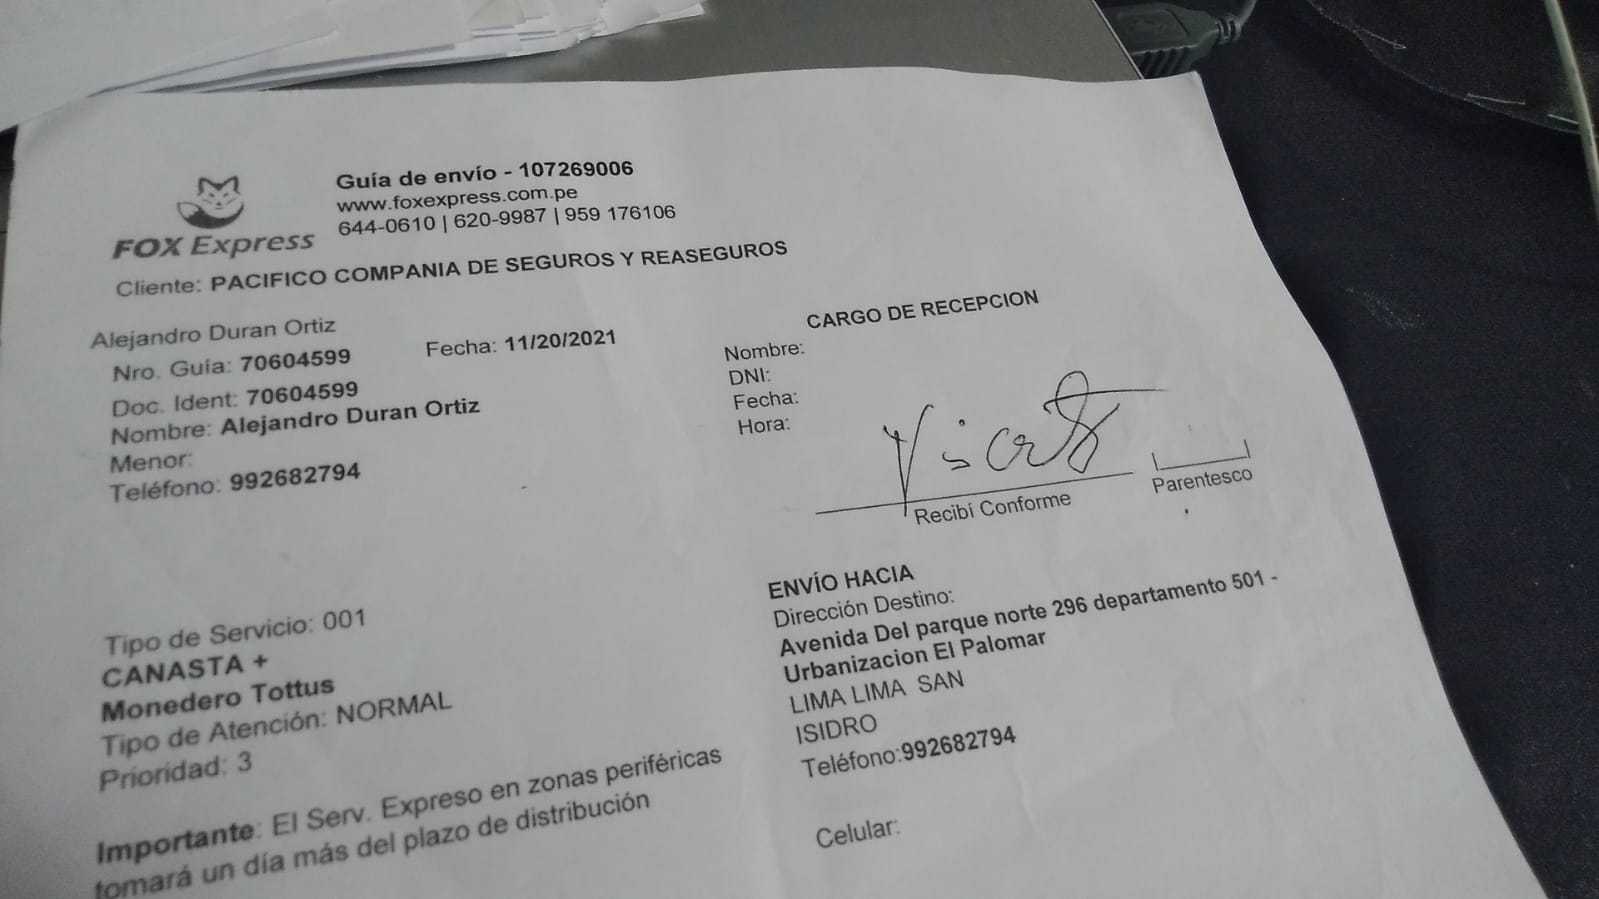 FOX Express
Guía de envío - 107269006
www.foxexpress.com.pe
644-0610 | 620-9987 | 959 176106
Cliente: PACIFICO COMPANIA DE SEGUROS Y REASEGUROS
Alejandro Duran Ortiz
Nro. Guía: 70604599
Fecha: 11/20/2021
Doc. Ident: 70604599
Nombre: Alejandro Duran Ortiz
Menor:
Teléfono: 992682794
CARGO DE RECEPCION
Nombre:
DNI:
Fecha:
Hora:
Recibí Conforme
Parentesco
Tipo de Servicio: 001
CANASTA +
Monedero Tottus
Tipo de Atención: NORMAL
Prioridad: 3
Importante: El Serv. Expreso en zonas periféricas
tomará un día más del plazo de distribución
ENVÍO HACIA
Dirección Destino:
Avenida Del parque norte 296 departamento 501 -
Urbanizacion El Palomar
LIMA LIMA SAN
ISIDRO
Teléfono:992682794
Celular: